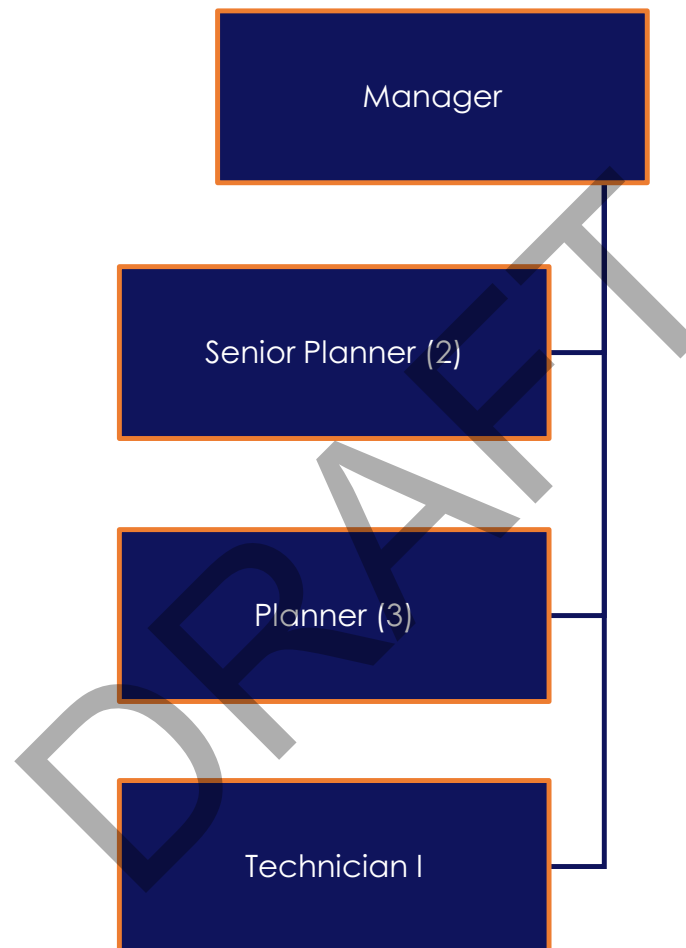 Manager
Senior Planner (2)
Planner (3)
Technician I
DRAFT